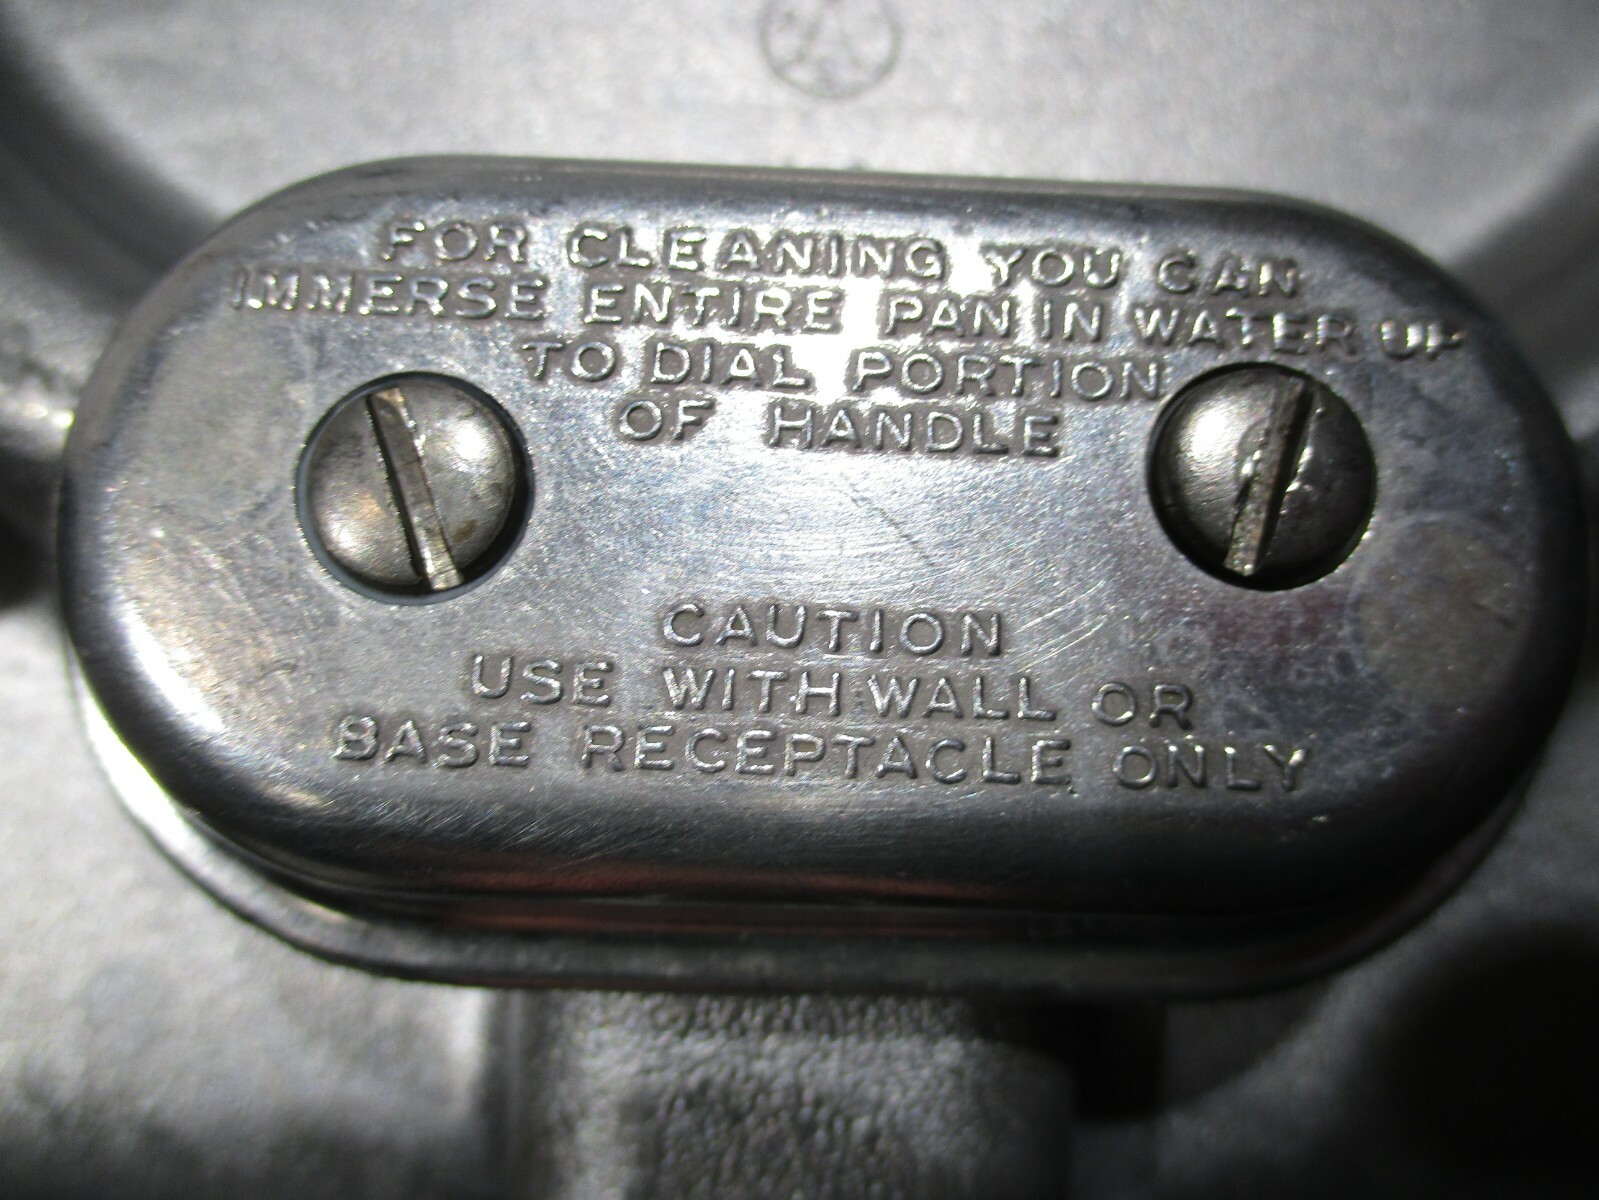 FOR CLEANING YOU CAN
IMMERSE ENTIRE PAN IN WATER UP
TO DIAL PORTION
OF HANDLE
CAUTION
USE WITH WALL OR
BASE RECEPTACLE ONLY